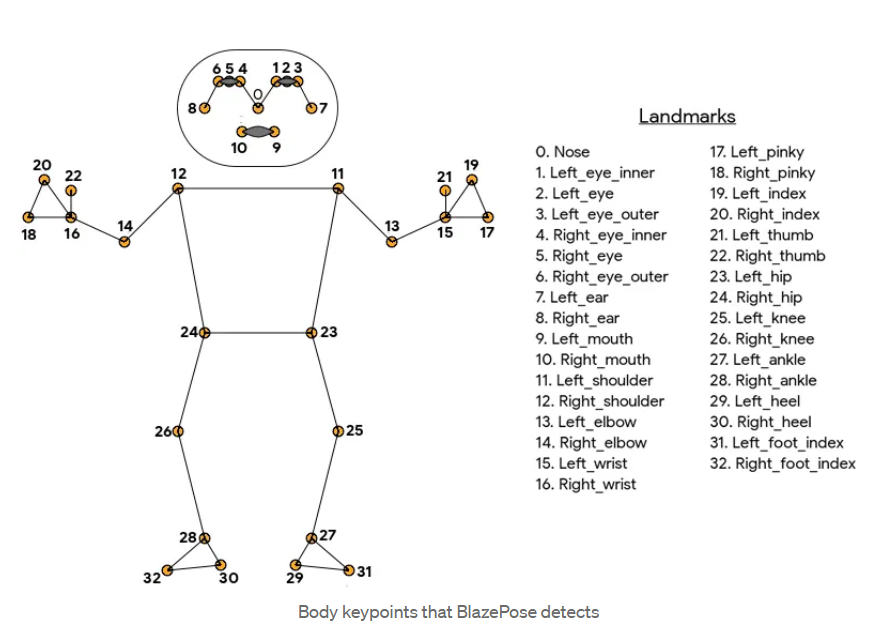 6 5 4 1 2 3
0
8 7
10 9
20 19
22 21
12 11
14 13
18 16 15 17
24 23
26 25
28 27
32 30 29 31
Landmarks
0. Nose
1. Left_eye_inner
2. Left_eye
3. Left_eye_outer
4. Right_eye_inner
5. Right_eye
6. Right_eye_outer
7. Left_ear
8. Right_ear
9. Left_mouth
10. Right_mouth
11. Left_shoulder
12. Right_shoulder
13. Left_elbow
14. Right_elbow
15. Left_wrist
16. Right_wrist
17. Left_pinky
18. Right_pinky
19. Left_index
20. Right_index
21. Left_thumb
22. Right_thumb
23. Left_hip
24. Right_hip
25. Left_knee
26. Right_knee
27. Left_ankle
28. Right_ankle
29. Left_heel
30. Right_heel
31. Left_foot_index
32. Right_foot_index
Body keypoints that BlazePose detects